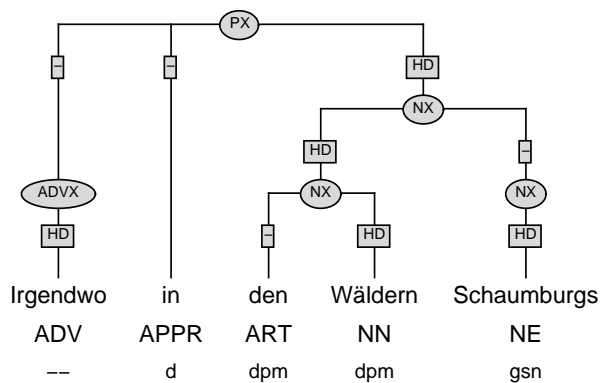 PX
– – HD
NX
HD –
ADVX NX NX
HD – HD HD
Irgendwo in den Wäldern Schaumburgs
ADV APPR ART NN NE
−− d dpm dpm gsn